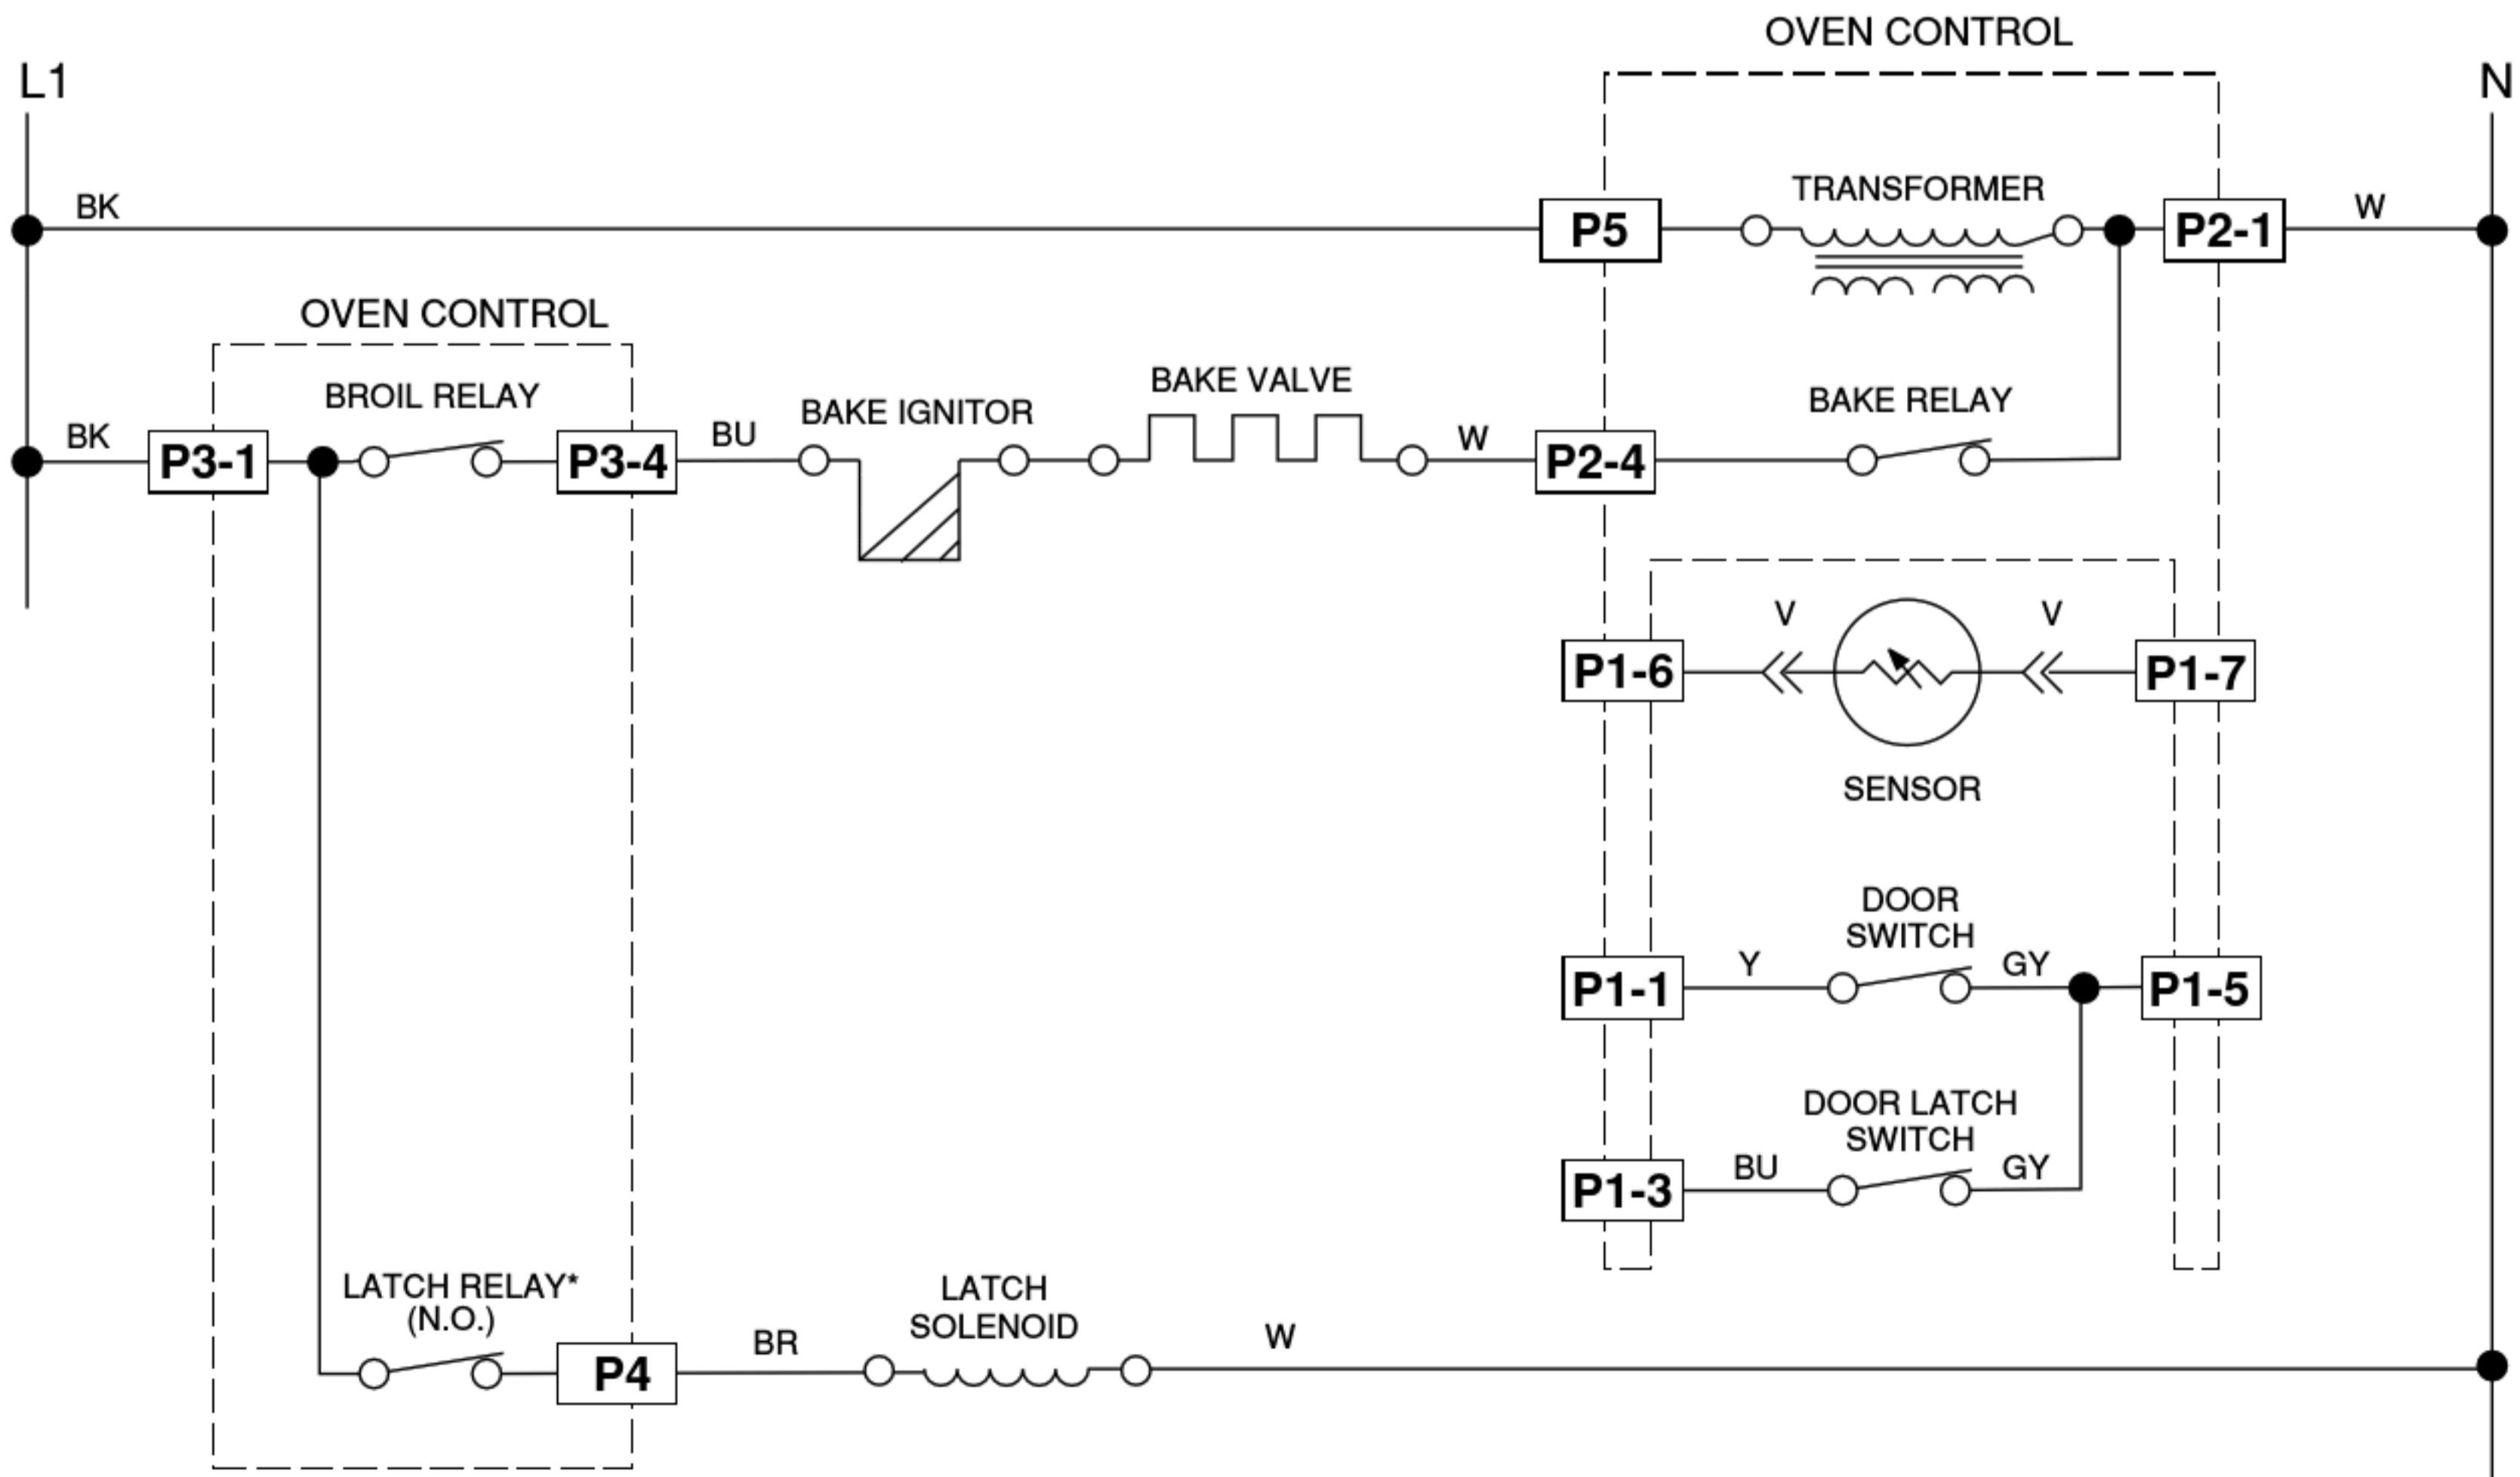 OVEN CONTROL
L1
N
BK
P5
TRANSFORMER
P2-1
W
OVEN CONTROL
BK
P3-1
BROIL RELAY
P3-4
BU
BAKE IGNITOR
BAKE VALVE
W
P2-4
BAKE RELAY
P1-6
V
V
P1-7
SENSOR
P1-1
Y
DOOR
SWITCH
GY
P1-5
DOOR LATCH
SWITCH
P1-3
BU
GY
LATCH RELAY*
(N.O.)
P4
BR
LATCH
SOLENOID
W